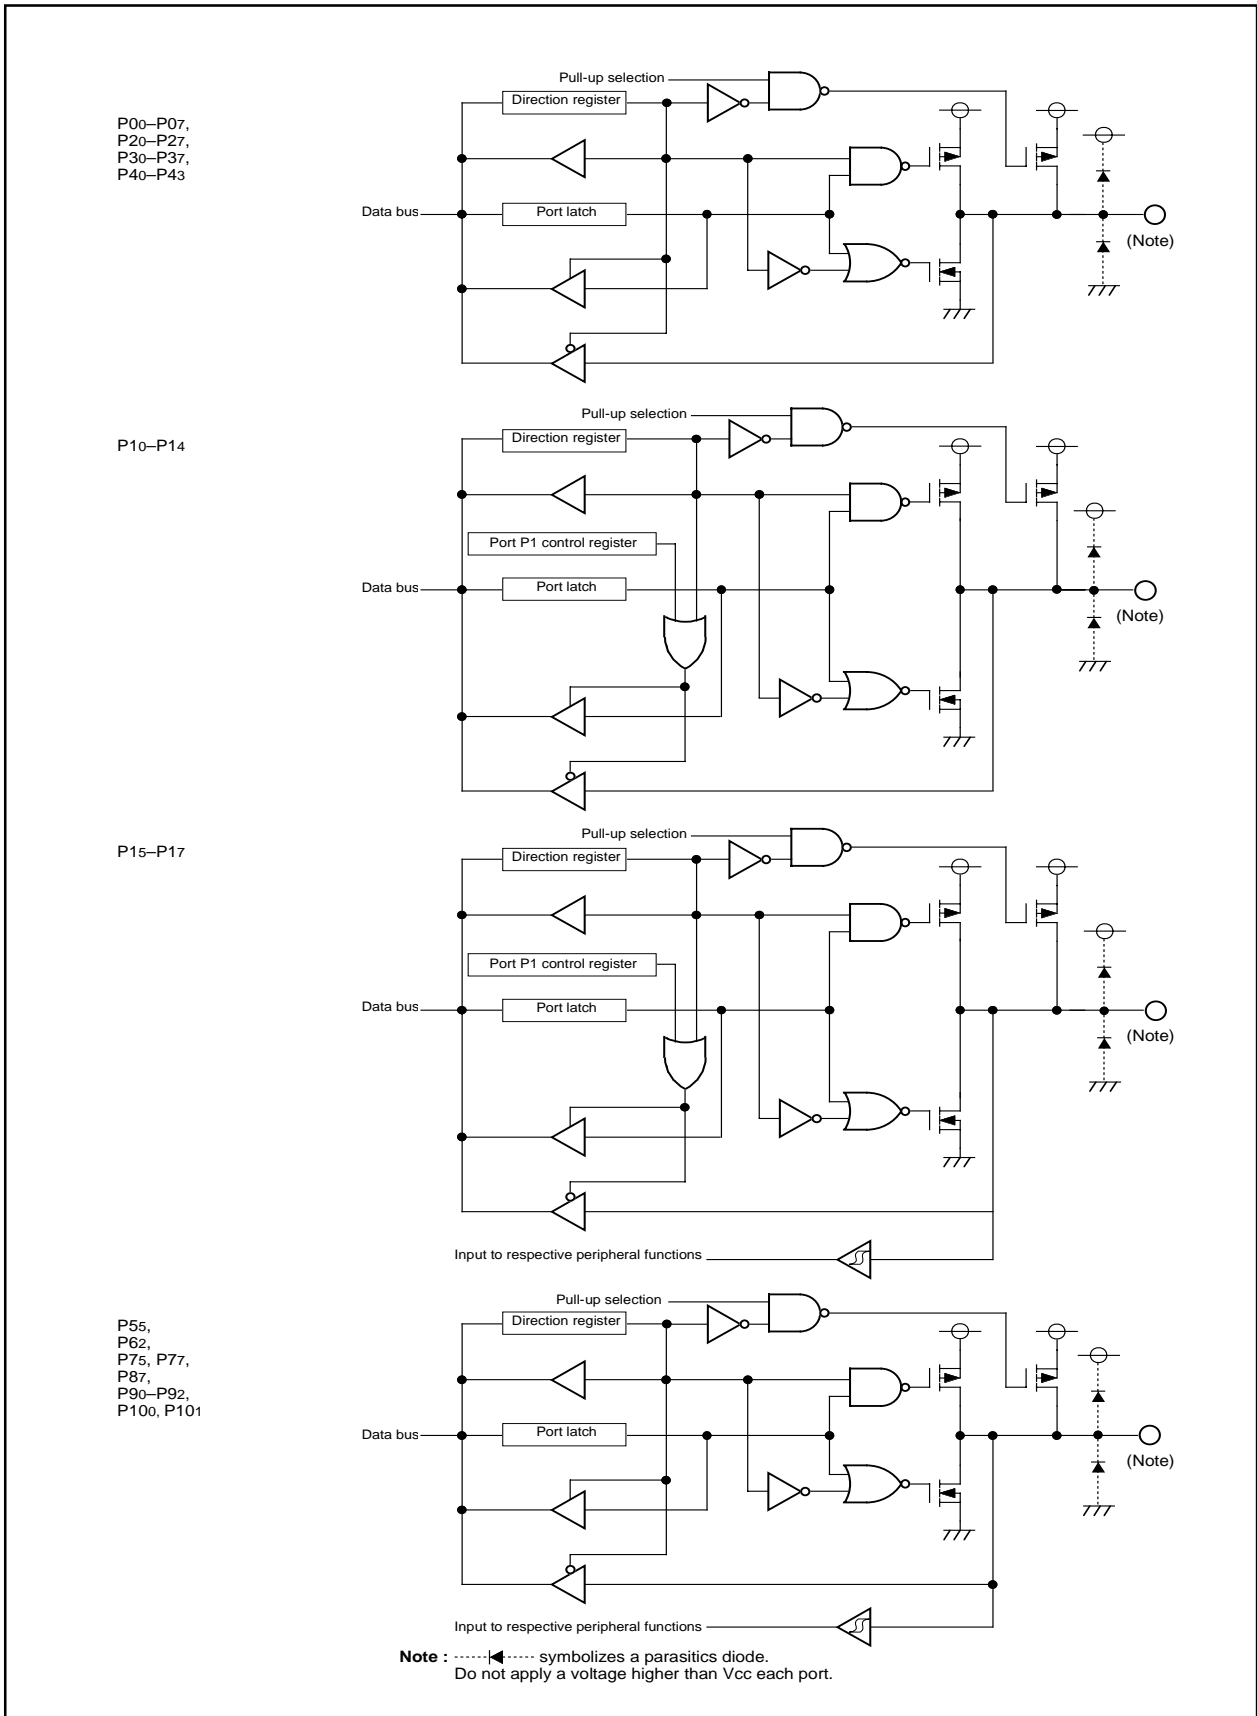 Pull-up selection
Direction register
P00–P07,
P20–P27,
P30–P37,
P40–P43
Data bus
Port latch
(Note)
Pull-up selection
Direction register
P10–P14
Port P1 control register
Data bus
Port latch
(Note)
Pull-up selection
Direction register
P15–P17
Port P1 control register
Data bus
Port latch
(Note)
Input to respective peripheral functions
Pull-up selection
Direction register
P55,
P62,
P75, P77,
P87,
P90–P92,
P100, P101
Data bus
Port latch
(Note)
Input to respective peripheral functions
Note : symbolizes a parasitics diode.
Do not apply a voltage higher than Vcc each port.